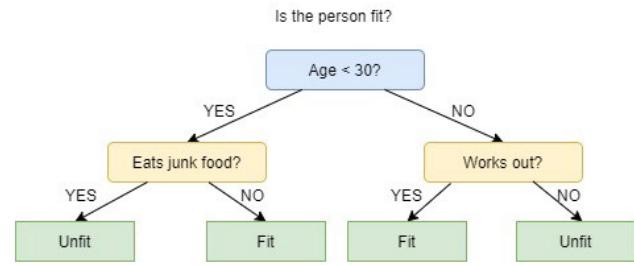 Is the person fit?
Age < 30?
YES
NO
Eats junk food?
Works out?
YES
NO
YES
NO
Unfit
Fit
Fit
Unfit